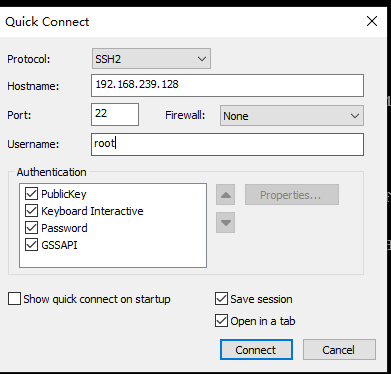 Quick Connect
Protocol: SSH2
Hostname: 192.168.239.128
Port: 22 Firewall: None
Username: root
Authentication
PublicKey Properties...
Keyboard Interactive
Password
GSSAPI
Show quick connect on startup Save session
Open in a tab
Connect Cancel